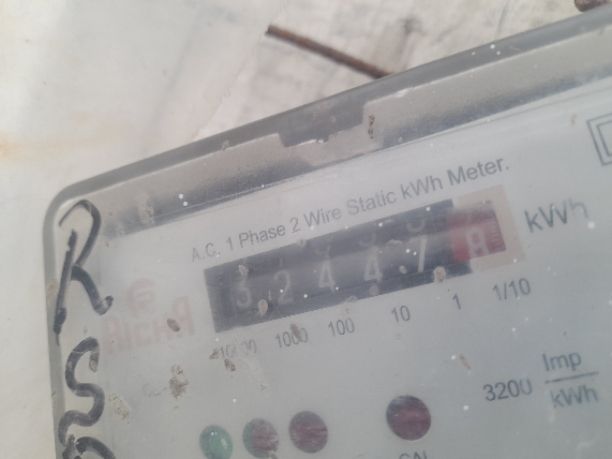 A.C. 1 Phase 2 Wire Static kWh Meter.
3 2 4 4 7 8 kWh
10000 1000 100 10 1 1/10
3200 Imp/kWh
CAL
R
S